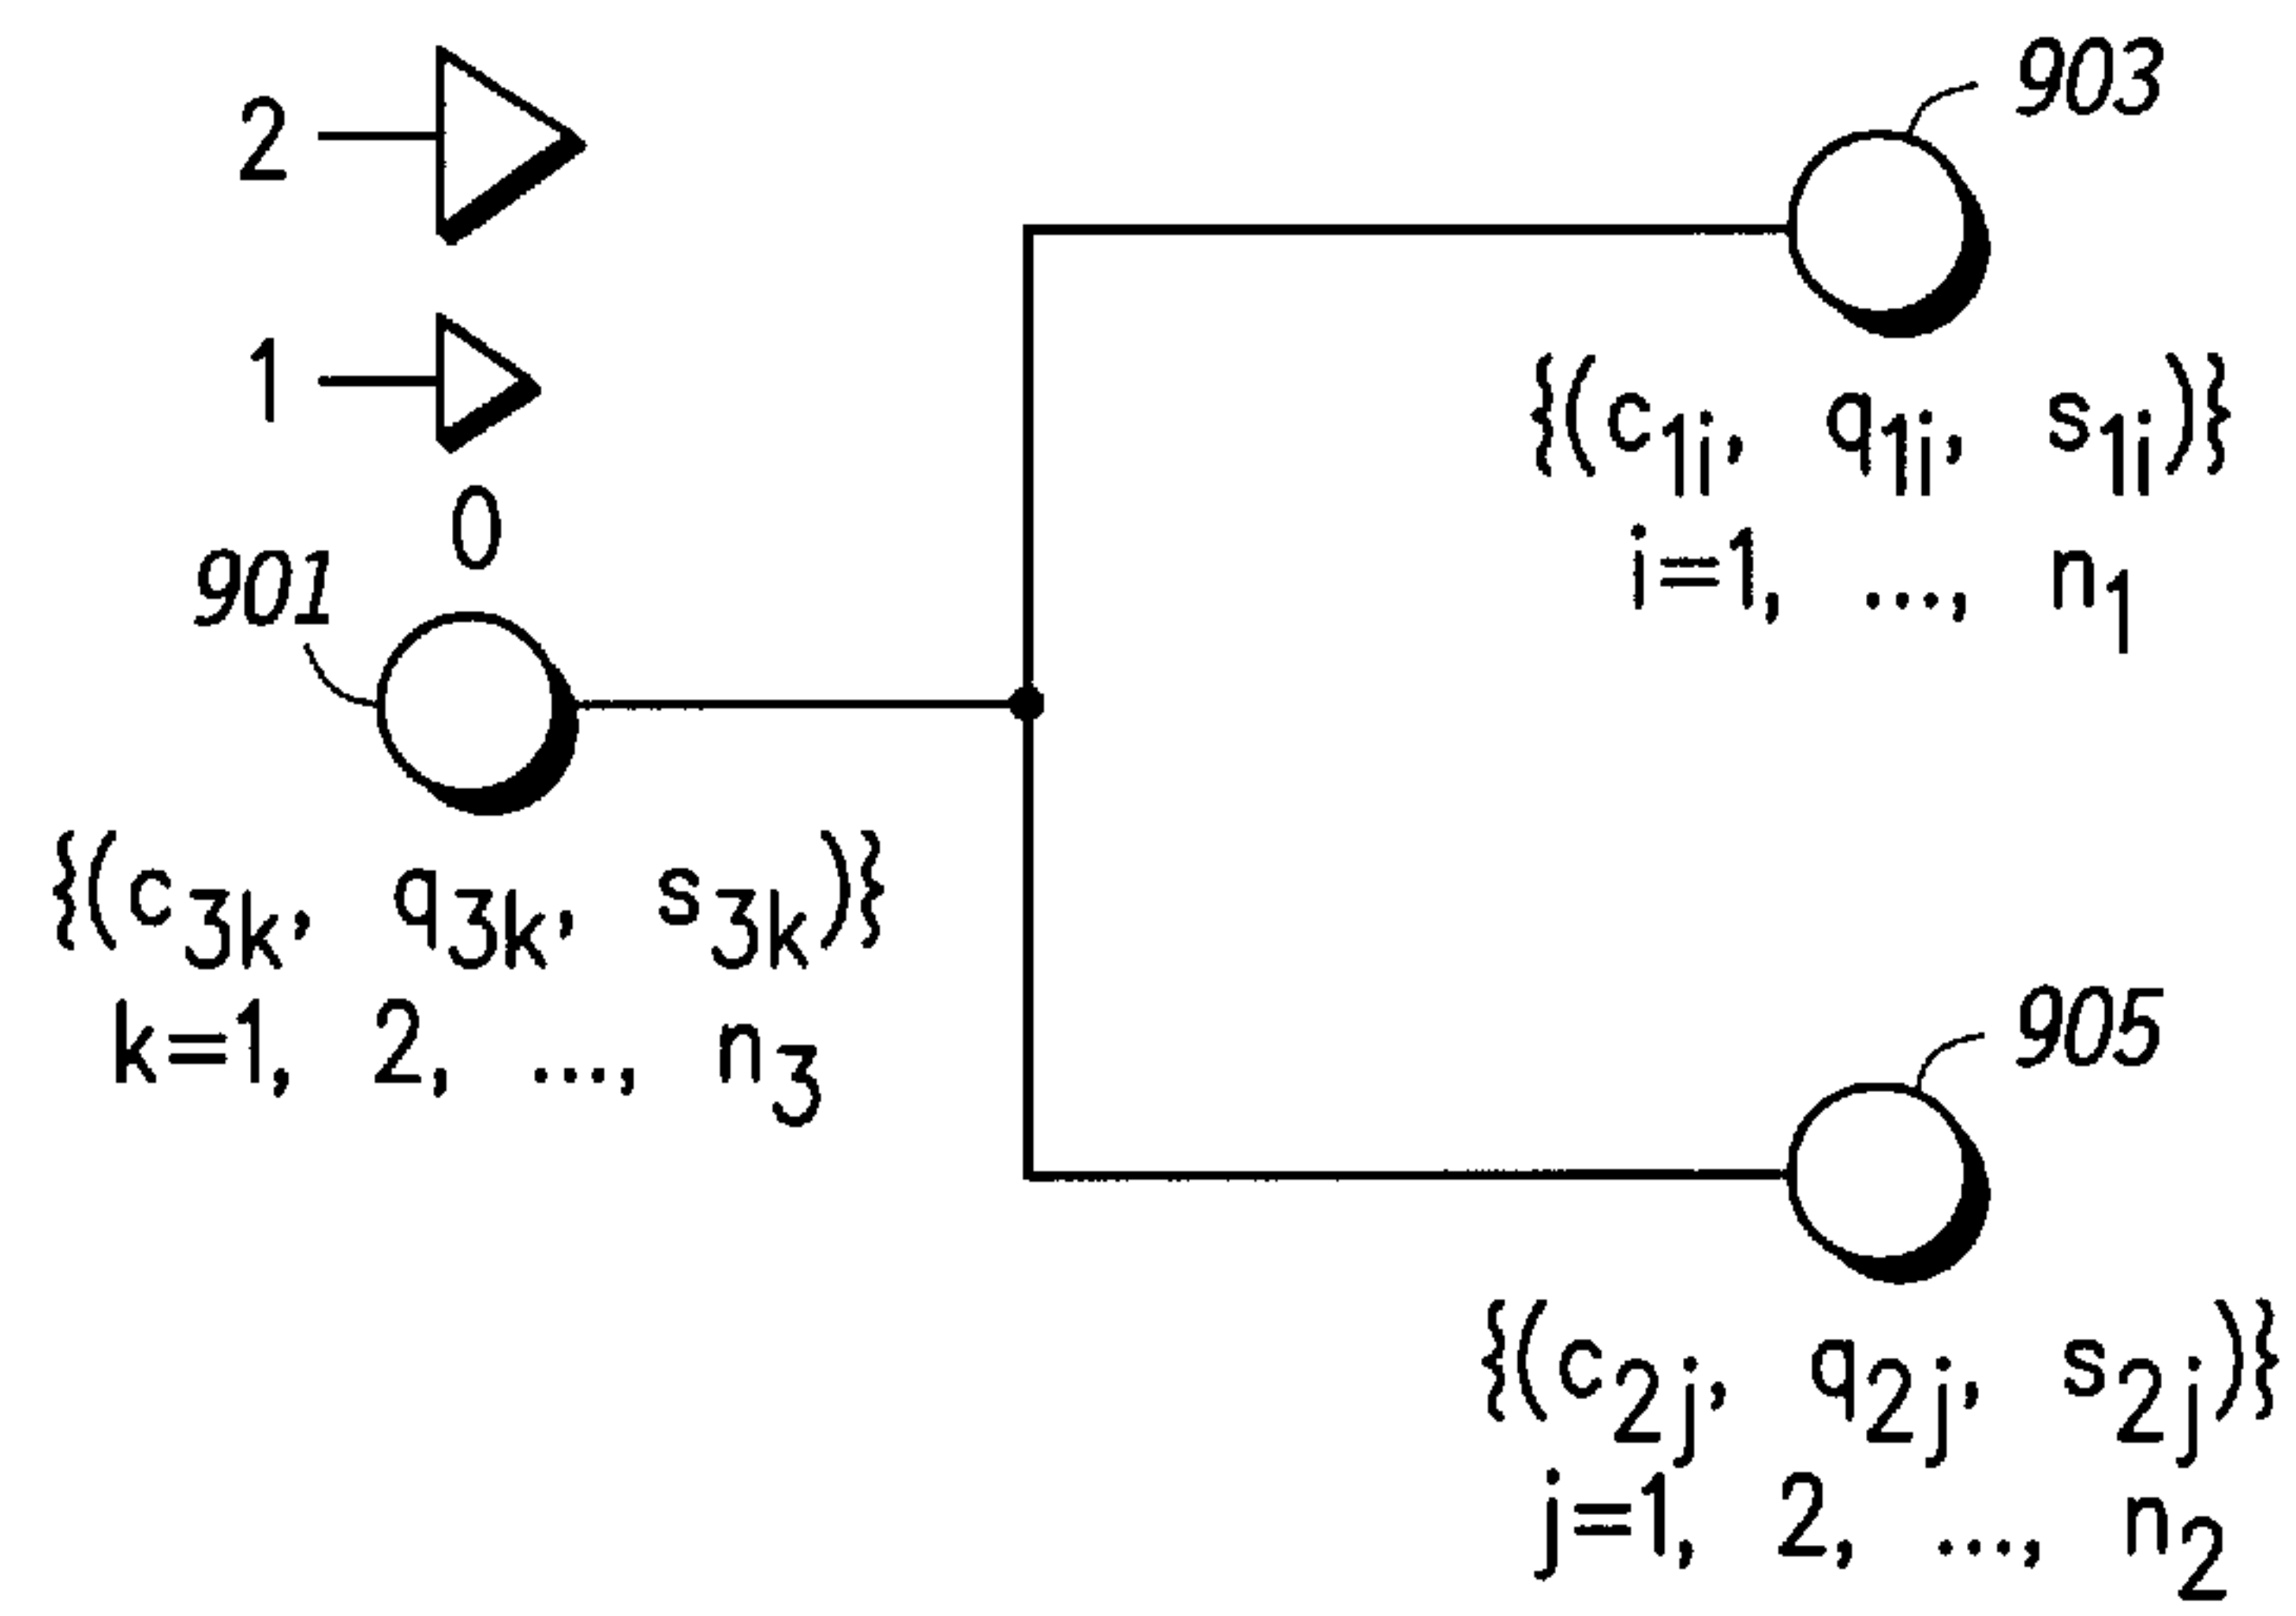 2
903
1
{(c1i, q1i, s1i)}
i=1, ..., n1
0
901
{(c3k, q3k, s3k)}
k=1, 2, ..., n3
905
{(c2j, q2j, s2j)}
j=1, 2, ..., n2